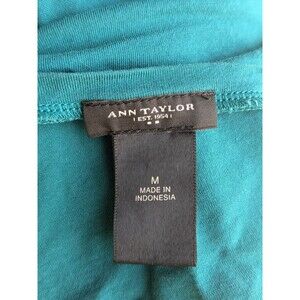 ANN TAYLOR
EST. 1954
M
MADE IN
INDONESIA